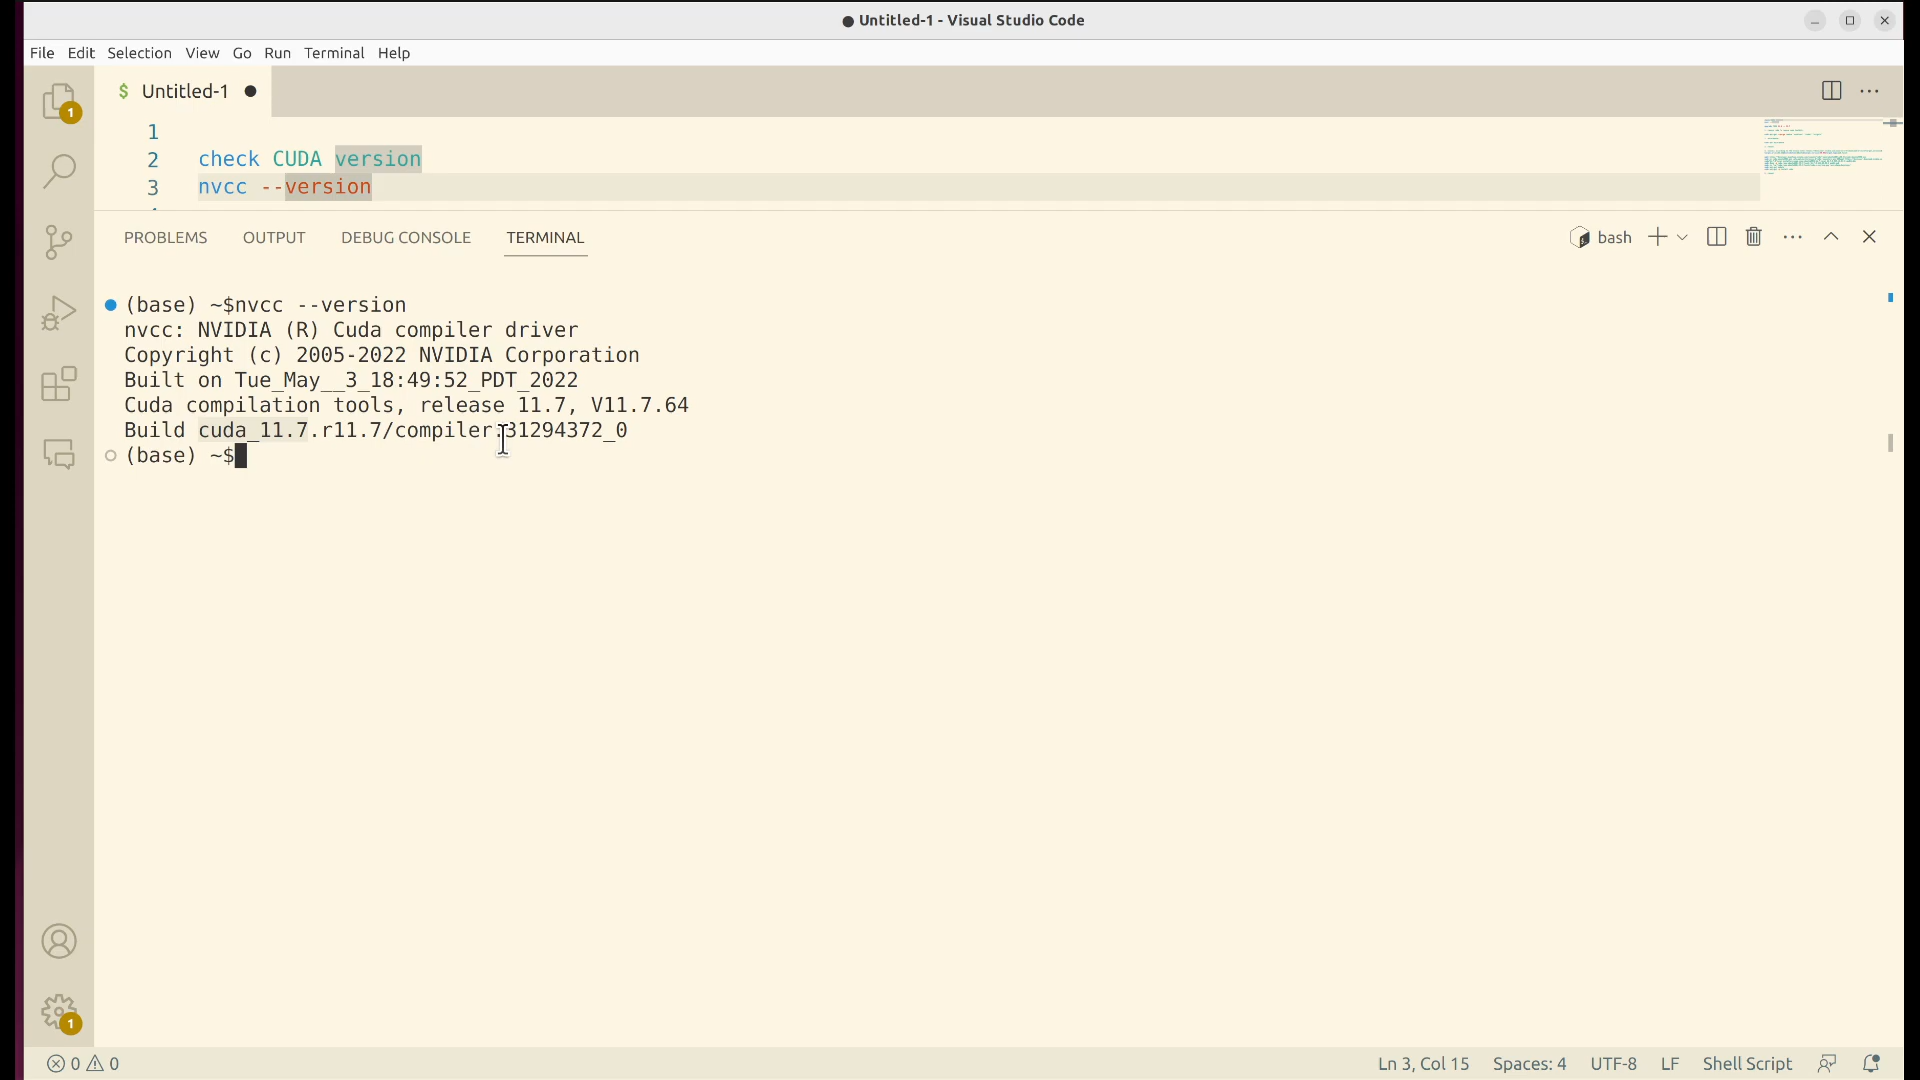 ● Untitled-1 - Visual Studio Code
File Edit Selection View Go Run Terminal Help
1
$ Untitled-1 ●
1
2 check CUDA version
3 nvcc --version
PROBLEMS OUTPUT DEBUG CONSOLE TERMINAL
bash
(base) ~$nvcc --version
nvcc: NVIDIA (R) Cuda compiler driver
Copyright (c) 2005-2022 NVIDIA Corporation
Built on Tue_May__3_18:49:52_PDT_2022
Cuda compilation tools, release 11.7, V11.7.64
Build cuda_11.7.r11.7/compiler.31294372_0
(base) ~$
1
0 0
Ln 3, Col 15 Spaces: 4 UTF-8 LF Shell Script